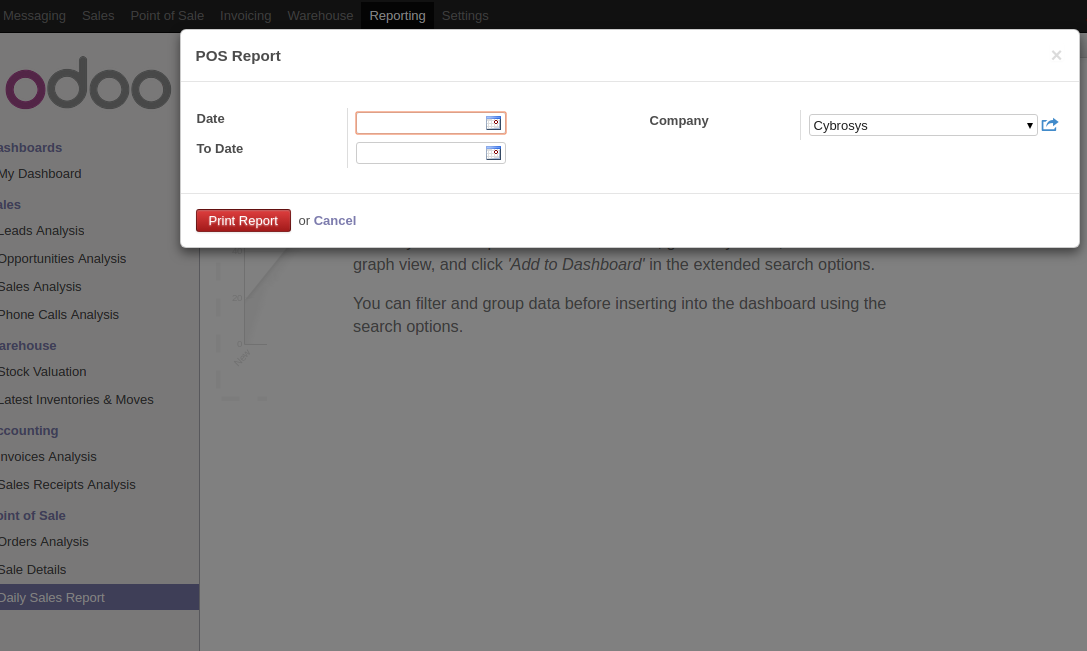 Messaging Sales Point of Sale Invoicing Warehouse Reporting Settings
POS Report ×
odoo
Date
Company
Cybrosys
To Date
Print Report or Cancel
ashboards
My Dashboard
ales
Leads Analysis
Opportunities Analysis
Sales Analysis
Phone Calls Analysis
arehouse
Stock Valuation
Latest Inventories & Moves
ccounting
nvoices Analysis
Sales Receipts Analysis
oint of Sale
Orders Analysis
Sale Details
Daily Sales Report
graph view, and click 'Add to Dashboard' in the extended search options.
You can filter and group data before inserting into the dashboard using the
search options.
20
0
New